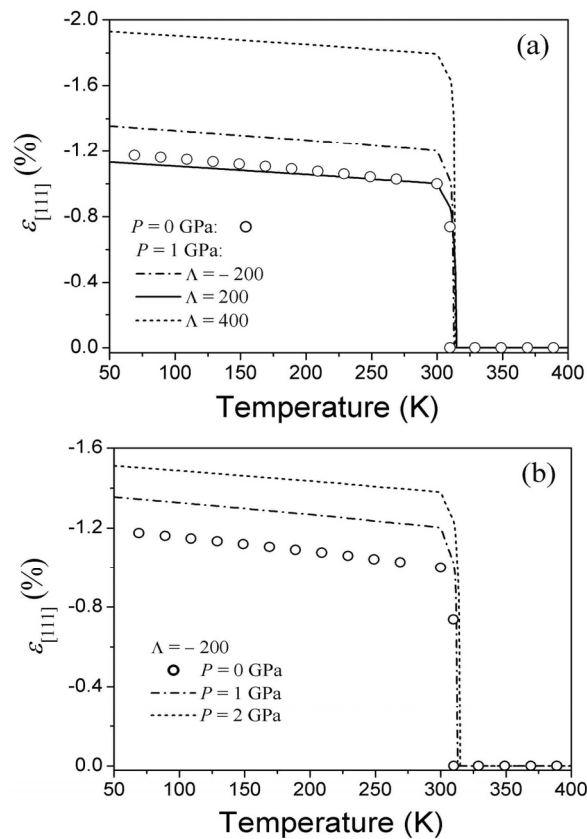 (a)
-2.0
-1.6
-1.2
-0.8
-0.4
0.0
ε[111] (%)
P = 0 GPa:
P = 1 GPa:
Λ = – 200
Λ = 200
Λ = 400
50 100 150 200 250 300 350 400
Temperature (K)
(b)
-1.6
-1.2
-0.8
-0.4
0.0
ε[111] (%)
Λ = – 200
P = 0 GPa
P = 1 GPa
P = 2 GPa
50 100 150 200 250 300 350 400
Temperature (K)